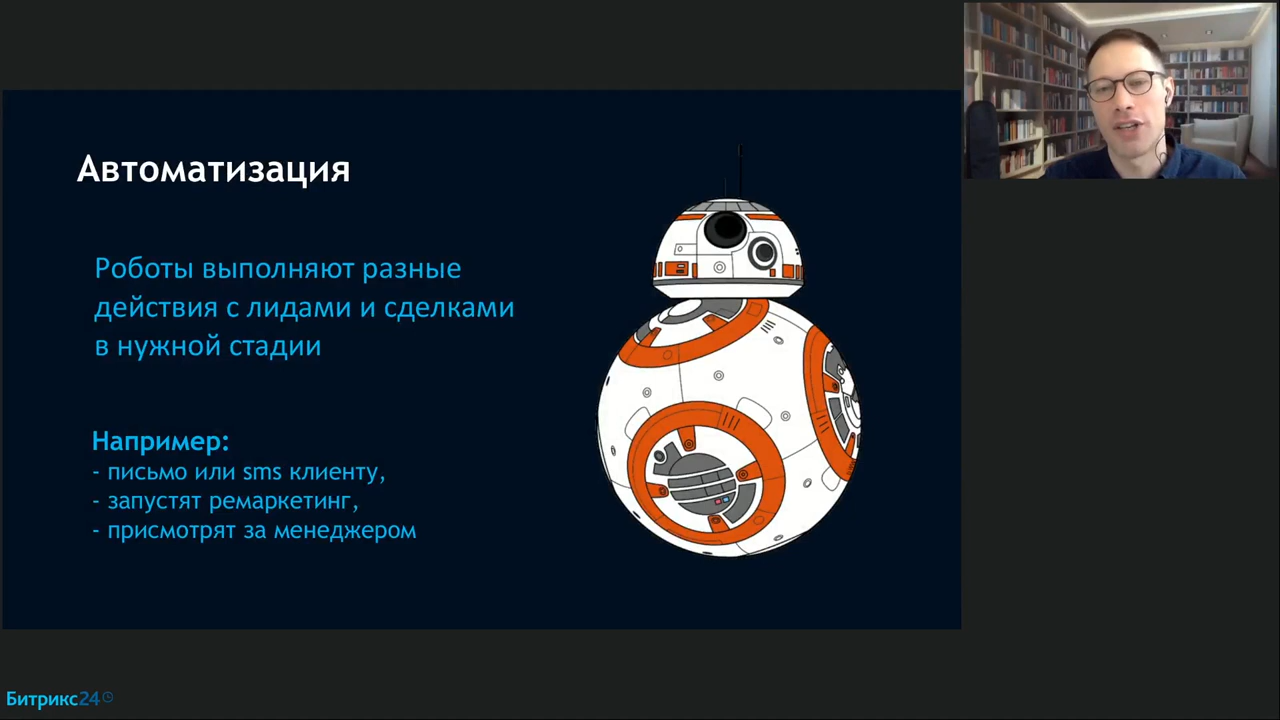 Автоматизация
Роботы выполняют разные
действия с лидами и сделками
в нужной стадии
Например:
- письмо или sms клиенту,
- запустят ремаркетинг,
- присмотрят за менеджером
Битрикс24